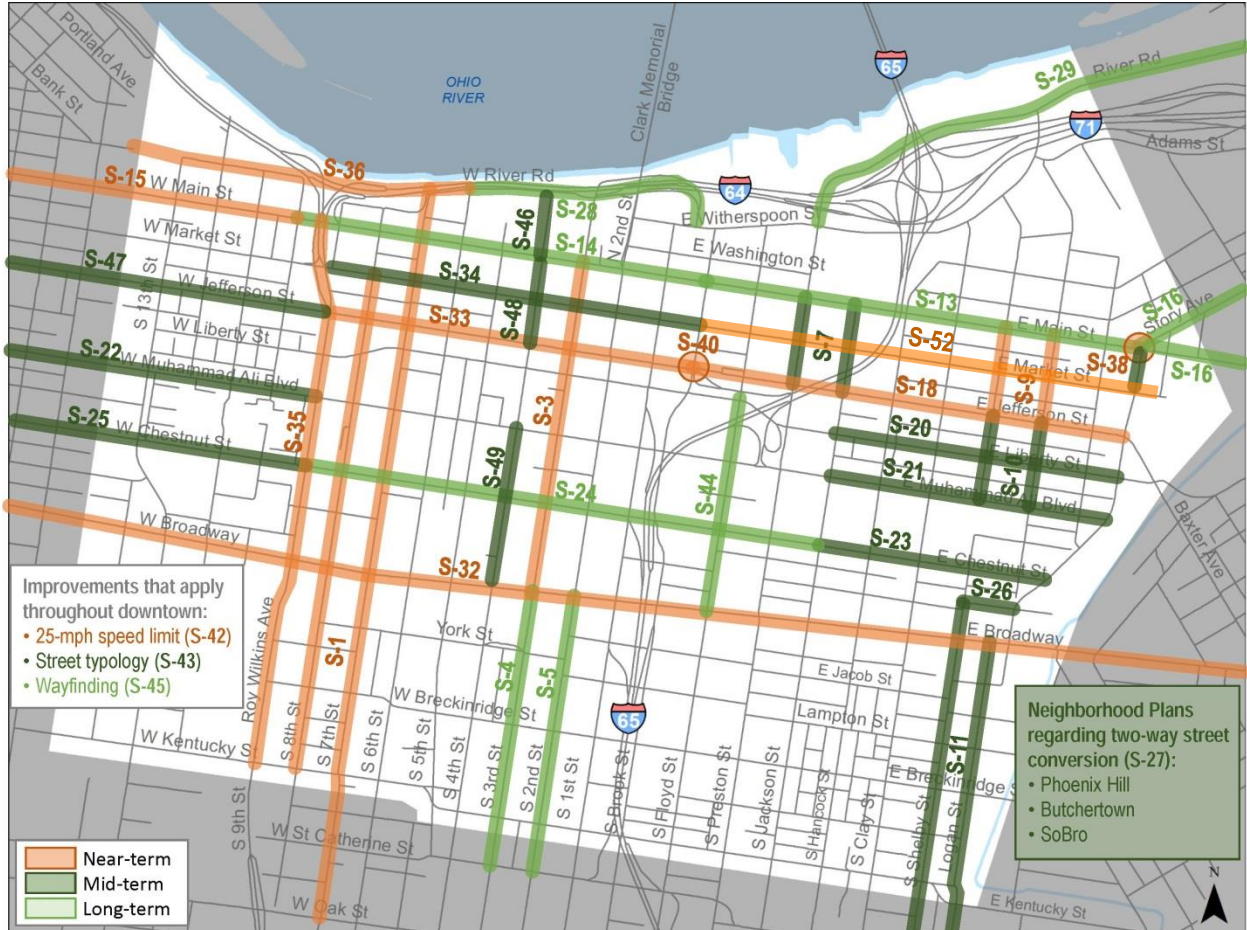 Portland Ave
Bank St
OHIO
RIVER
Clark Memorial
Bridge
65
S-29
River Rd
71
Adams St
S-15
W Main St
S-36
W River Rd
64
S-28
S-46
N 2nd St
E Witherspoon St
W Market St
S-14
E Washington St
S-47
S-13th St
W Jefferson St
S-34
S-13
S-16
Story Ave
E Main St
W Liberty St
S-33
S-48
S-40
S-7
S-52
S-38
S-16
E Market St
S-22
W Muhammad Ali Blvd
S-3
S-18
S-9
E Jefferson St
S-25
W Chestnut St
S-35
S-49
S-44
S-20
E Liberty St
S-10
S-21
E Muhammad Ali Blvd
S-24
W Broadway
S-23
E Chestnut St
Baxter Ave
S-32
S-26
E Broadway
Improvements that apply
throughout downtown:
• 25-mph speed limit (S-42)
• Street typology (S-43)
• Wayfinding (S-45)
Roy Wilkins Ave
S-1
York St
S-4
S-5
E Jacob St
W Breckinridge St
65
Lampton St
Neighborhood Plans
regarding two-way street
conversion (S-27):
• Phoenix Hill
• Butchertown
• SoBro
W Kentucky St
S 8th St
S 7th St
S 6th St
S 5th St
S 4th St
S 3rd St
S 2nd St
S 1st St
S Brook St
S Floyd St
S Preston St
S Jackson St
S Hancock St
S Clay St
S Shelby St
Logan St
S-11
E Breckinridge S
S 9th St
W St Catherine St
W Oak St
E Kentucky St
Near-term
Mid-term
Long-term
N